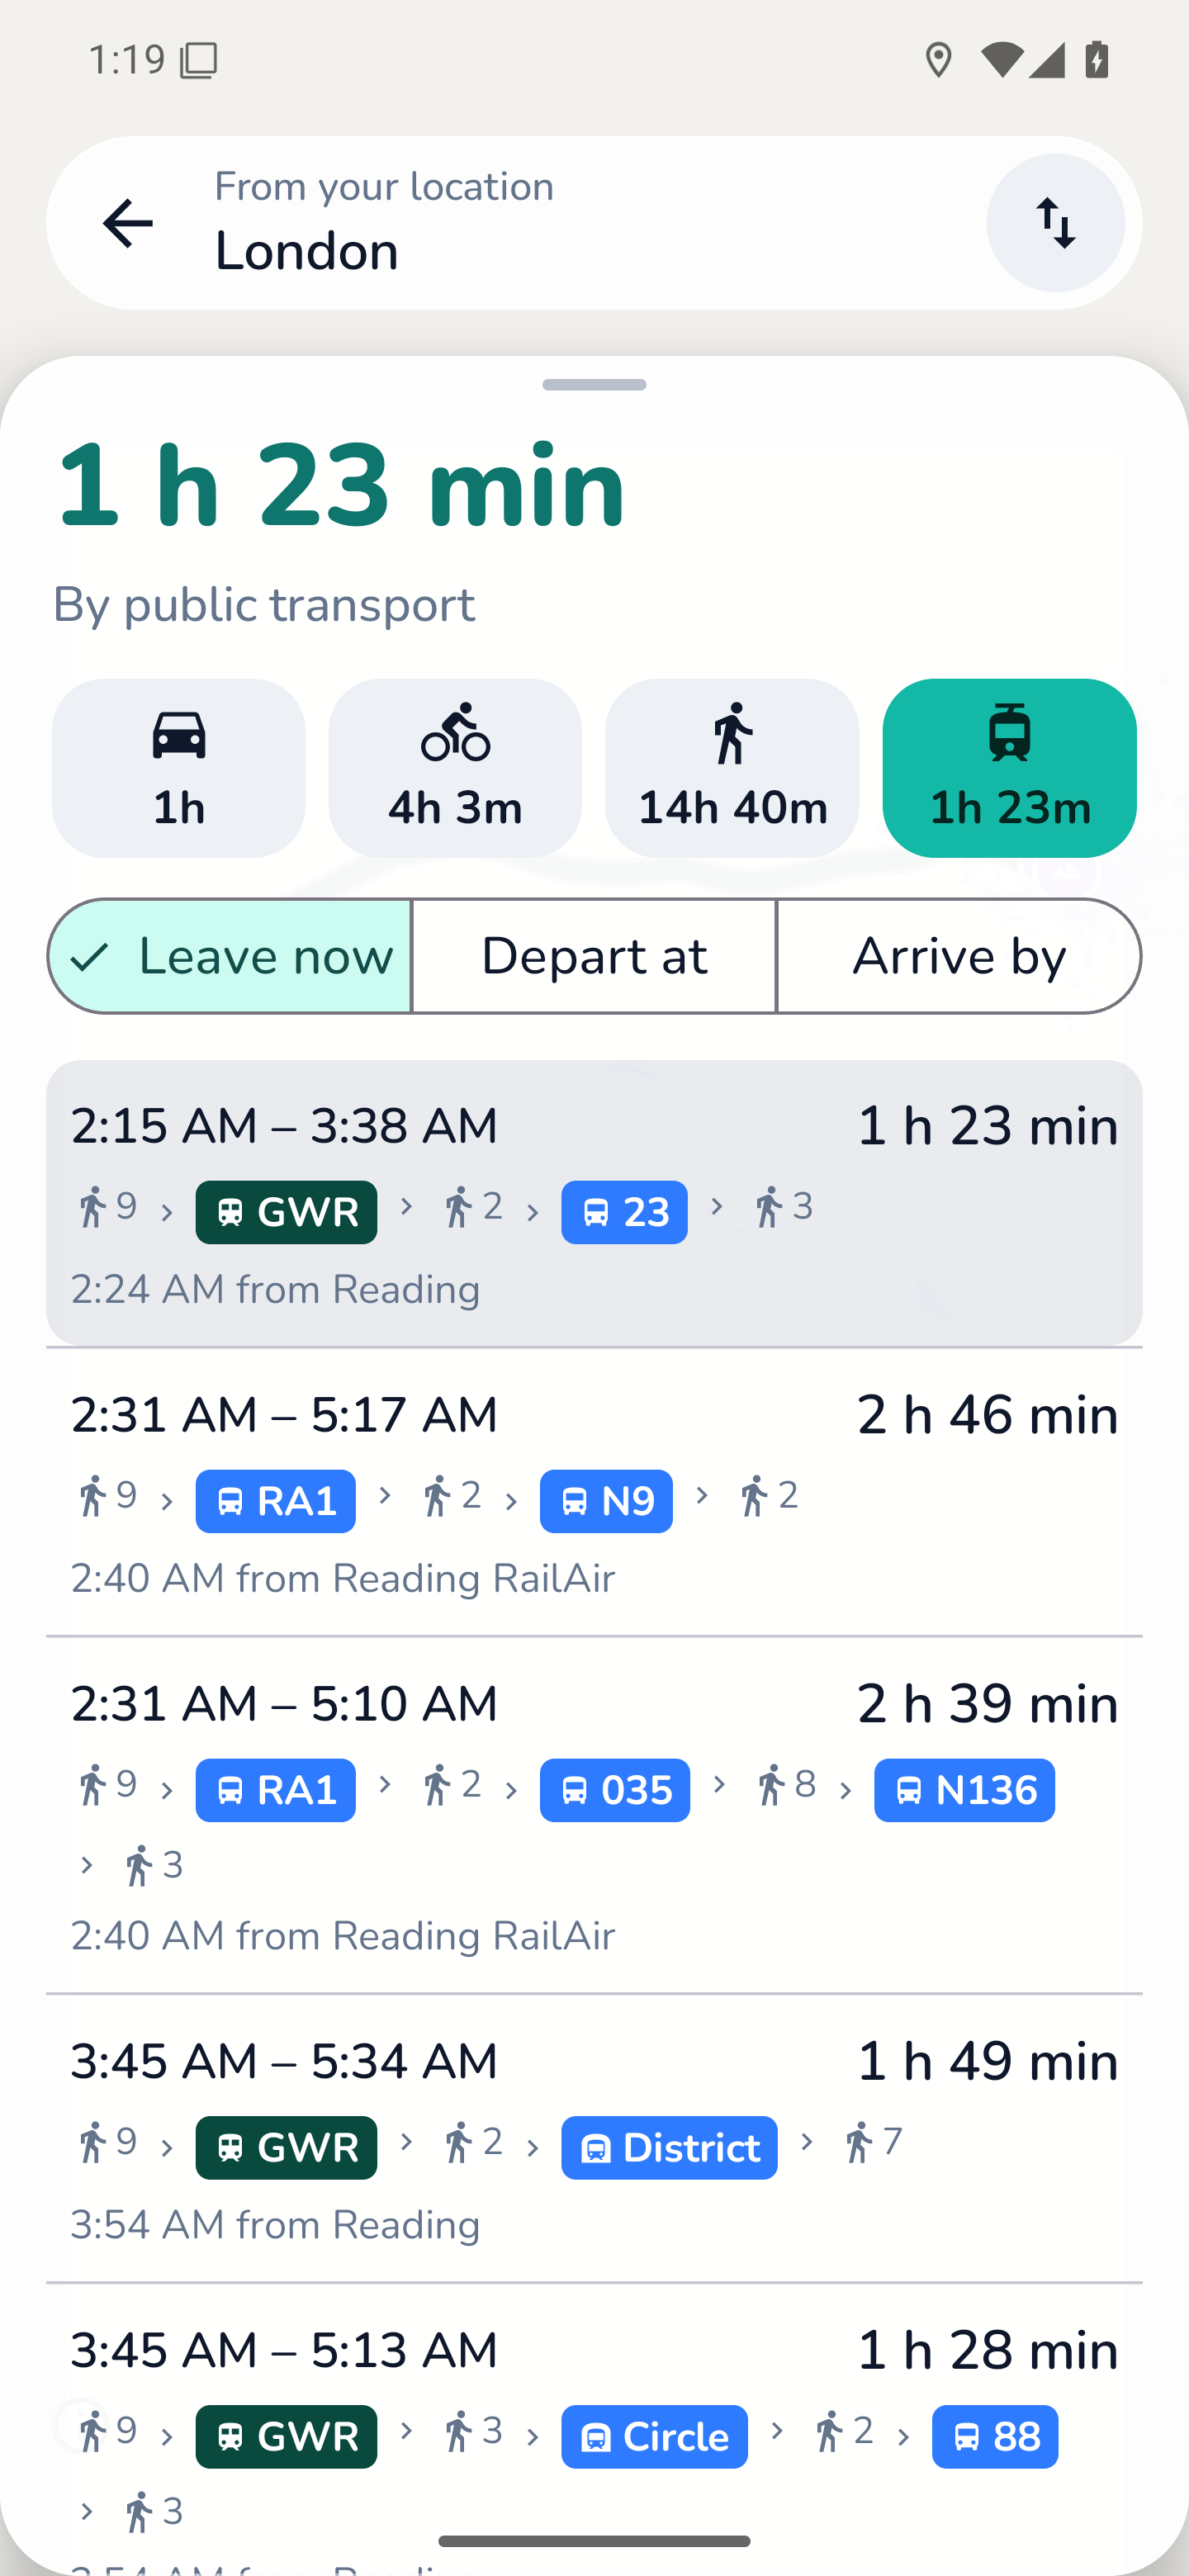 1:19
From your location
London
1 h 23 min
By public transport
1h
4h 3m
14h 40m
1h 23m
Leave now
Depart at
Arrive by
2:15 AM – 3:38 AM
1 h 23 min
9 GWR 2 23 3
2:24 AM from Reading
2:31 AM – 5:17 AM
2 h 46 min
9 RA1 2 N9 2
2:40 AM from Reading RailAir
2:31 AM – 5:10 AM
2 h 39 min
9 RA1 2 035 8 N136
3
2:40 AM from Reading RailAir
3:45 AM – 5:34 AM
1 h 49 min
9 GWR 2 District 7
3:54 AM from Reading
3:45 AM – 5:13 AM
1 h 28 min
9 GWR 3 Circle 2 88
3